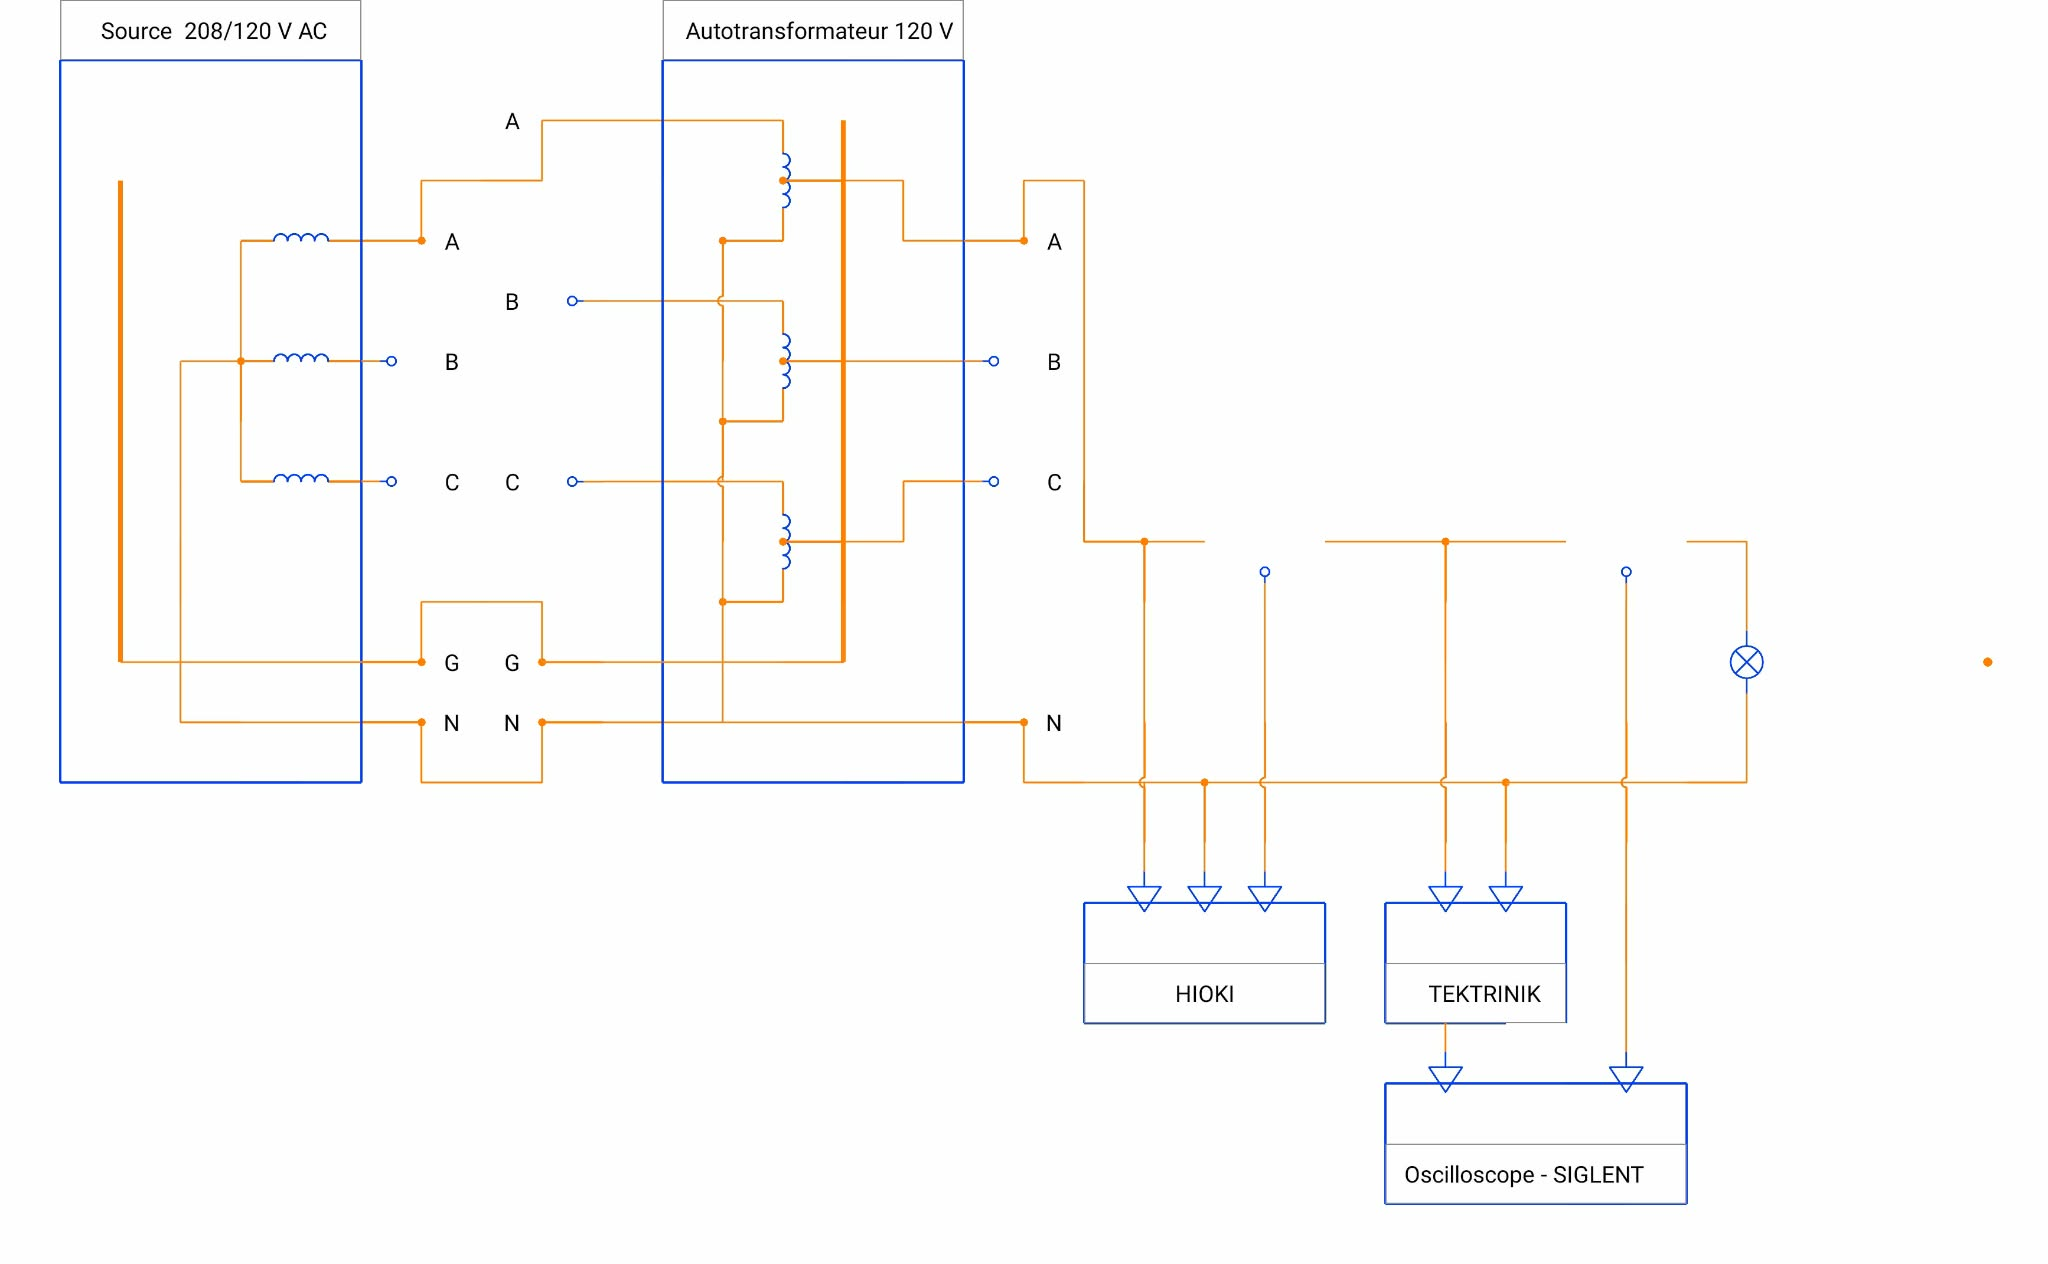 Source  208/120 V AC
Autotransformateur 120 V
A
A
A
B
B
B
C
C
C
G
G
N
N
N
HIOKI
TEKTRINIK
Oscilloscope - SIGLENT